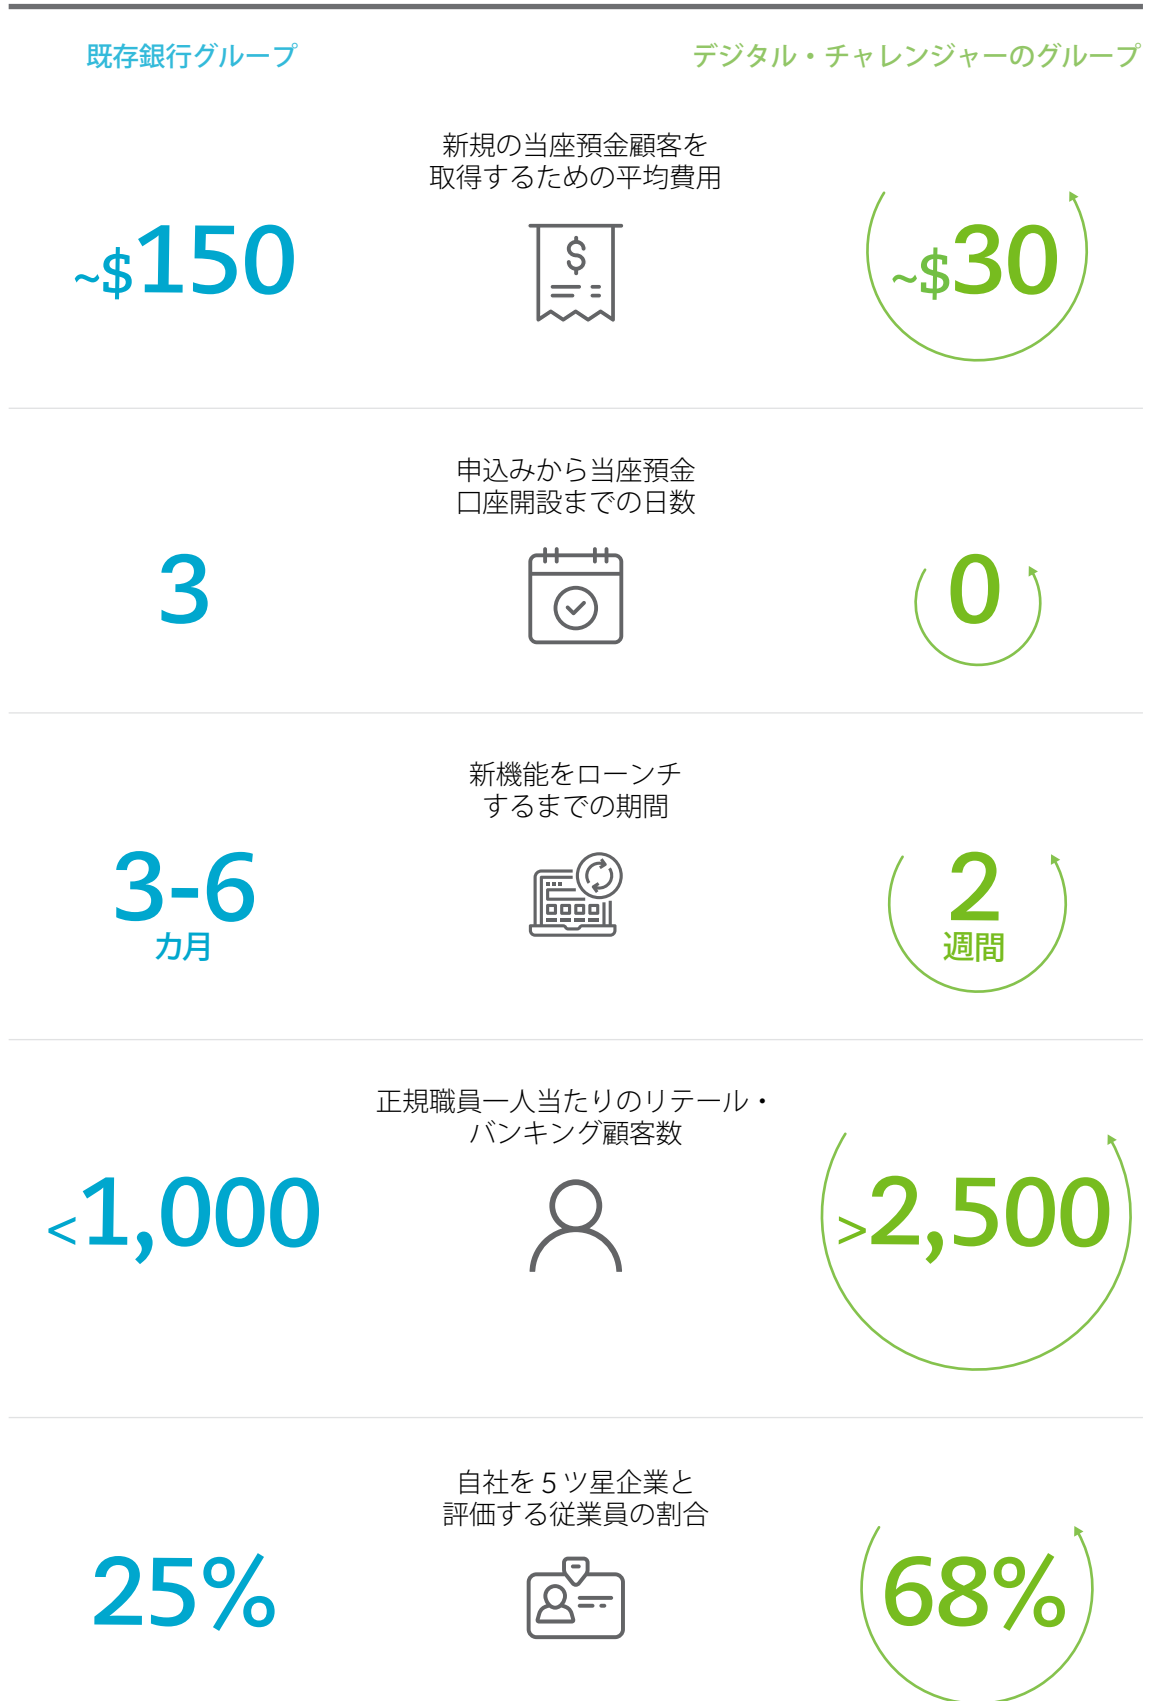 既存銀行グループ
デジタル・チャレンジャーのグループ
新規の当座預金顧客を
取得するための平均費用
~$150
~$30
申込みから当座預金
口座開設までの日数
3
0
新機能をローンチ
するまでの期間
3-6
カ月
2
週間
正規職員一人当たりのリテール・
バンキング顧客数
<1,000
>2,500
自社を5ツ星企業と
評価する従業員の割合
25%
68%